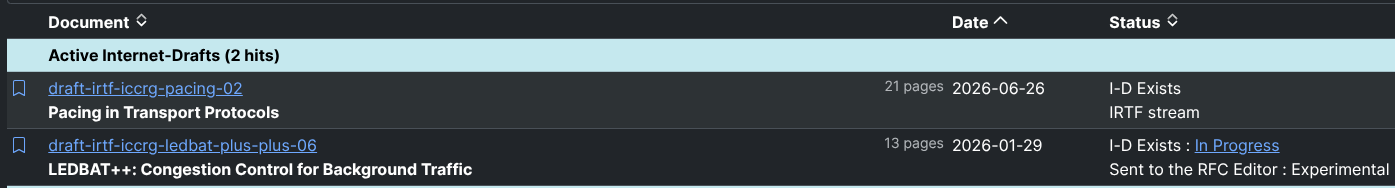 Document Date Status
Active Internet-Drafts (2 hits)
draft-irtf-iccrg-pacing-02 21 pages 2026-06-26 I-D Exists
Pacing in Transport Protocols IRTF stream
draft-irtf-iccrg-ledbat-plus-plus-06 13 pages 2026-01-29 I-D Exists : In Progress
LEDBAT++: Congestion Control for Background Traffic Sent to the RFC Editor : Experimental